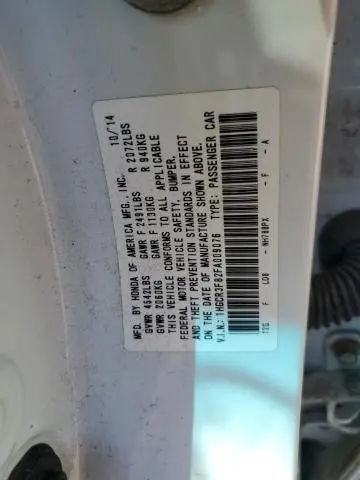 MFD. BY HONDA OF AMERICA MFG., INC. 10/'14
GVWR 4542LBS GAWR F 2491LBS R 2072LBS
GVWR 2060KG GAWR F 1130KG R 940KG
THIS VEHICLE CONFORMS TO ALL APPLICABLE
FEDERAL MOTOR VEHICLE SAFETY, BUMPER,
AND THEFT PREVENTION STANDARDS IN EFFECT
ON THE DATE OF MANUFACTURE SHOWN ABOVE.
V.I.N.: 1HGCR3F82FA009076 TYPE: PASSENGER CAR
F NH788PX - F - A